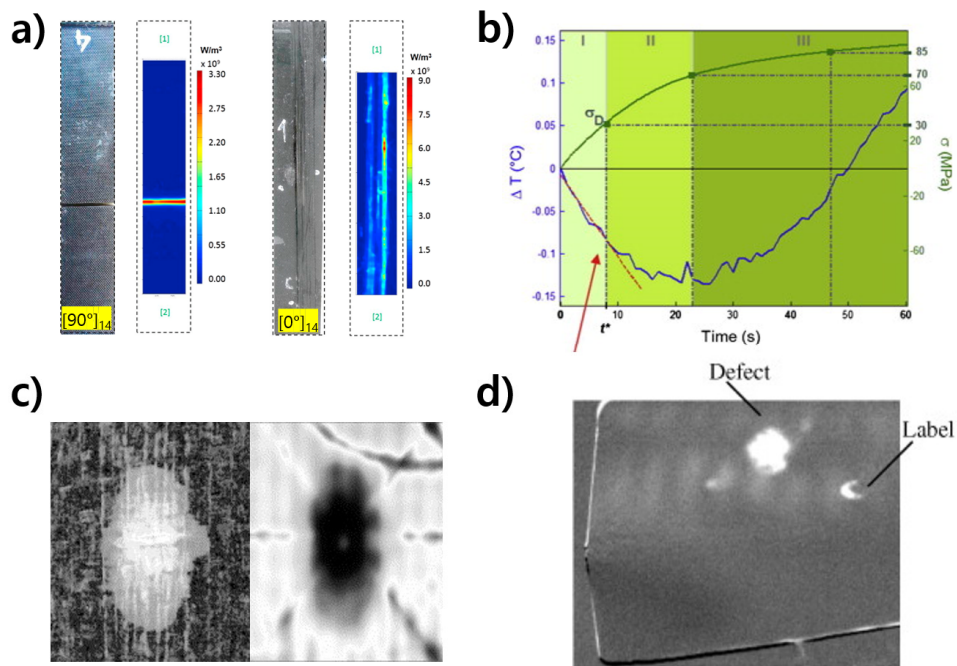 a)
4
[1]
W/m³
x 10⁵
3.30
2.75
2.20
1.65
1.10
0.55
0.00
[90°]₁₄
[2]
1
[1]
W/m³
x 10⁵
9.0
7.5
6.0
4.5
3.0
1.5
0.0
[0°]₁₄
[2]
b)
I
II
III
0.15
0.1
0.05
0
-0.05
-0.1
-0.15
Δ T (°C)
σD
85
70
60
30
20
-20
-60
σ (MPa)
0
10
20
30
40
50
60
t*
Time (s)
c)
d)
Defect
Label